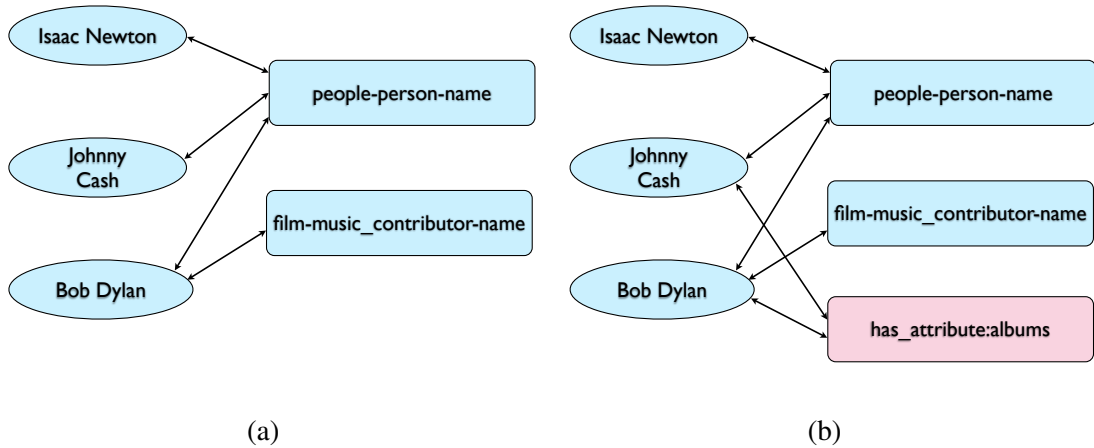 Isaac Newton
people-person-name
Johnny
Cash
film-music_contributor-name
Bob Dylan
(a)
Isaac Newton
people-person-name
Johnny
Cash
film-music_contributor-name
Bob Dylan
has_attribute:albums
(b)